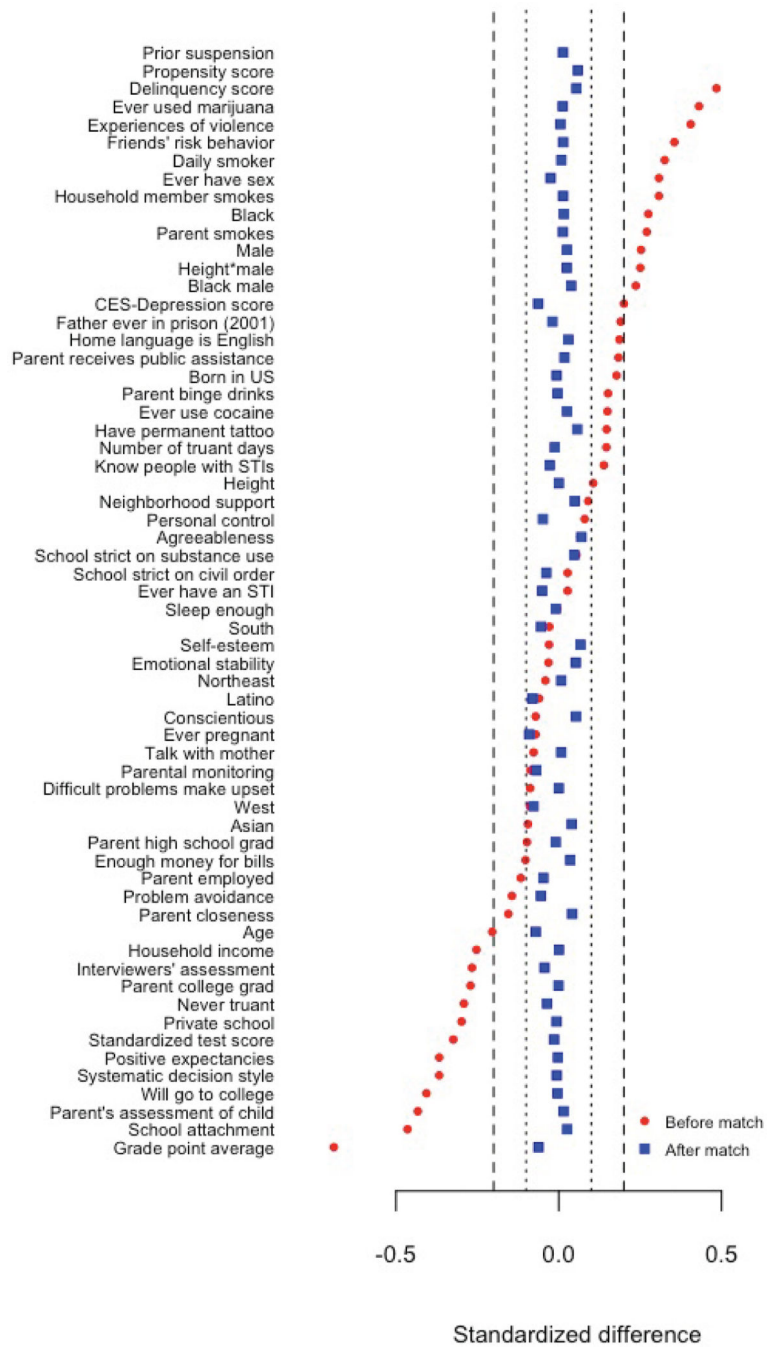 Prior suspension
Propensity score
Delinquency score
Ever used marijuana
Experiences of violence
Friends' risk behavior
Daily smoker
Ever have sex
Household member smokes
Black
Parent smokes
Male
Height*male
Black male
CES-Depression score
Father ever in prison (2001)
Home language is English
Parent receives public assistance
Born in US
Parent binge drinks
Ever use cocaine
Have permanent tattoo
Number of truant days
Know people with STIs
Height
Neighborhood support
Personal control
Agreeableness
School strict on substance use
School strict on civil order
Ever have an STI
Sleep enough
South
Self-esteem
Emotional stability
Northeast
Latino
Conscientious
Ever pregnant
Talk with mother
Parental monitoring
Difficult problems make upset
West
Asian
Parent high school grad
Enough money for bills
Parent employed
Problem avoidance
Parent closeness
Age
Household income
Interviewers' assessment
Parent college grad
Never truant
Private school
Standardized test score
Positive expectancies
Systematic decision style
Will go to college
Parent's assessment of child
School attachment
Grade point average
Before match
After match
-0.5 0.0 0.5
Standardized difference